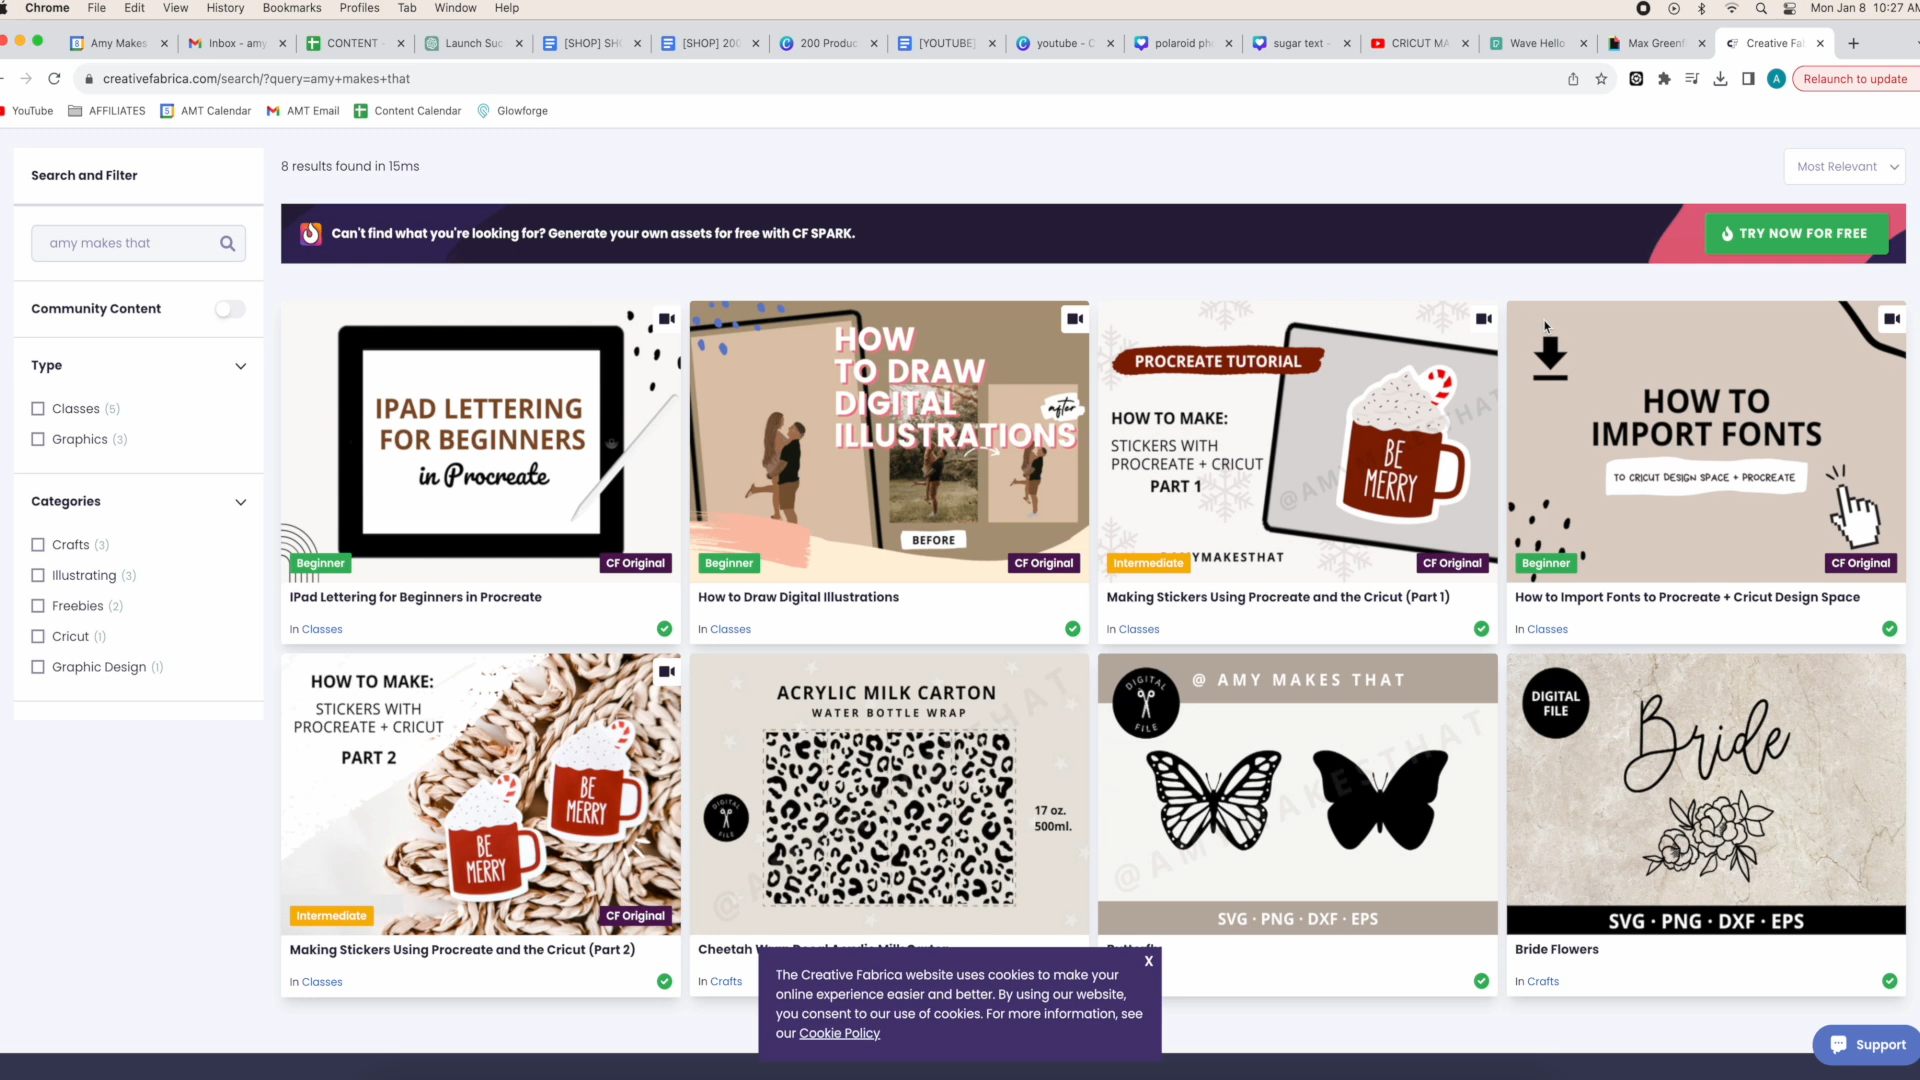 Chrome File Edit View History Bookmarks Profiles Tab Window Help Mon Jan 8 10:27 AM
Amy Makes Inbox - amy CONTENT - Launch Suc [SHOP] SH [SHOP] 200 200 Produc [YOUTUBE] youtube - C polaroid ph sugar text - CRICUT MA Wave Hello Max Greenf Creative Fa
creativefabrica.com/search/?query=amy+makes+that A Relaunch to update
YouTube AFFILIATES AMT Calendar AMT Email Content Calendar Glowforge
Search and Filter
amy makes that
Community Content
Type
Classes (5)
Graphics (3)
Categories
Crafts (3)
Illustrating (3)
Freebies (2)
Cricut (1)
Graphic Design (1)
8 results found in 15ms
Most Relevant
Can't find what you're looking for? Generate your own assets for free with CF SPARK.
TRY NOW FOR FREE
IPAD LETTERING
FOR BEGINNERS
in Procreate
Beginner CF Original
IPad Lettering for Beginners in Procreate
In Classes
HOW
TO DRAW
DIGITAL
ILLUSTRATIONS
after
BEFORE
Beginner CF Original
How to Draw Digital Illustrations
In Classes
PROCREATE TUTORIAL
HOW TO MAKE:
STICKERS WITH
PROCREATE + CRICUT
PART 1
BE
MERRY
YMAKESTHAT
Intermediate CF Original
Making Stickers Using Procreate and the Cricut (Part 1)
In Classes
HOW TO
IMPORT FONTS
TO CRICUT DESIGN SPACE + PROCREATE
Beginner CF Original
How to Import Fonts to Procreate + Cricut Design Space
In Classes
HOW TO MAKE:
STICKERS WITH
PROCREATE + CRICUT
PART 2
BE
MERRY
BE
MERRY
Intermediate CF Original
Making Stickers Using Procreate and the Cricut (Part 2)
In Classes
ACRYLIC MILK CARTON
WATER BOTTLE WRAP
DIGITAL
FILE
17 oz.
500ml.
Cheetah
In Crafts
DIGITAL
FILE
@ AMY MAKES THAT
@AMYMAKESTHAT
SVG · PNG · DXF · EPS
DIGITAL
FILE
Bride
SVG · PNG · DXF · EPS
Bride Flowers
In Crafts
X
The Creative Fabrica website uses cookies to make your
online experience easier and better. By using our website,
you consent to our use of cookies. For more information, see
our Cookie Policy
Support